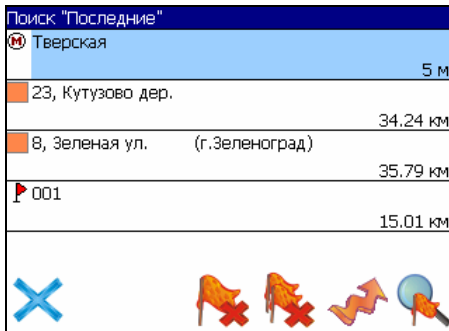 Поиск "Последние"
М Тверская
5 м
23, Кутузово дер.
34.24 км
8, Зеленая ул. (г.Зеленоград)
35.79 км
001
15.01 км